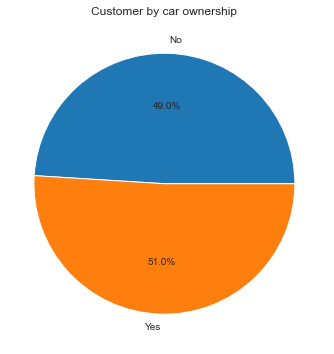 Customer by car ownership
No
49.0%
51.0%
Yes